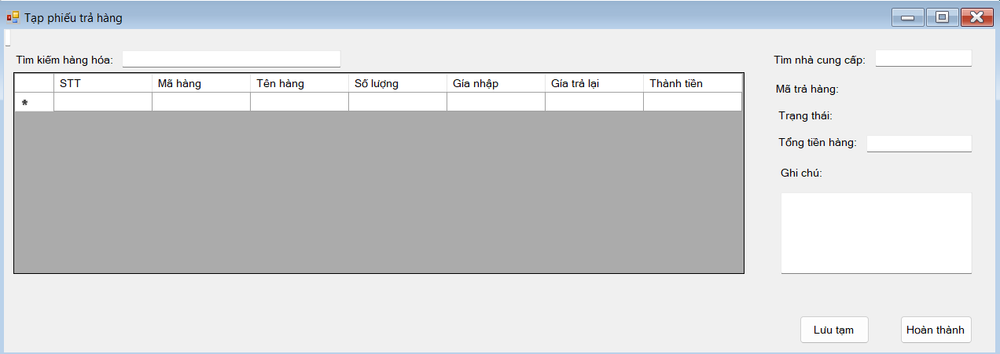 Tạp phiếu trả hàng
Tìm kiếm hàng hóa:
STT Mã hàng Tên hàng Số lượng Gía nhập Gía trả lại Thành tiền
*
Tìm nhà cung cấp:
Mã trả hàng:
Trạng thái:
Tổng tiền hàng:
Ghi chú:
Lưu tạm Hoàn thành